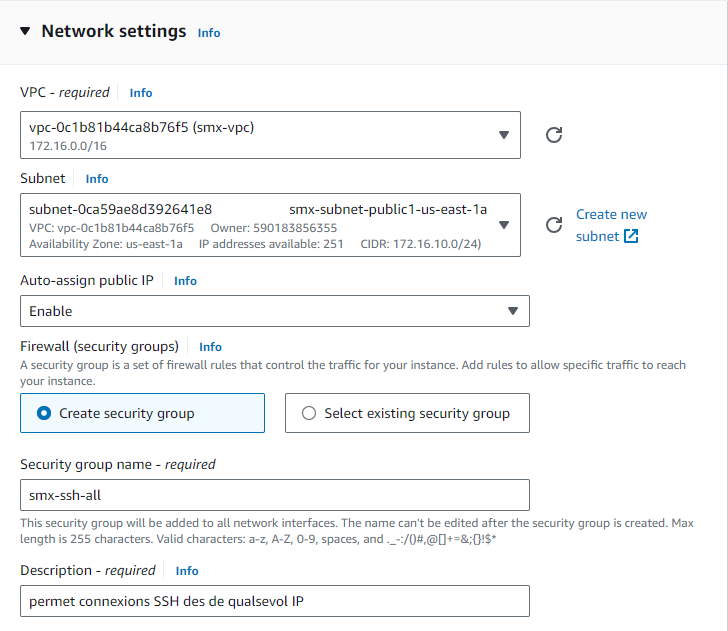 Network settings Info
VPC - required Info
vpc-0c1b81b44ca8b76f5 (smx-vpc)
172.16.0.0/16
Subnet Info
subnet-0ca59ae8d392641e8 smx-subnet-public1-us-east-1a
VPC: vpc-0c1b81b44ca8b76f5 Owner: 590183856355
Availability Zone: us-east-1a IP addresses available: 251 CIDR: 172.16.10.0/24)
Create new
subnet
Auto-assign public IP Info
Enable
Firewall (security groups) Info
A security group is a set of firewall rules that control the traffic for your instance. Add rules to allow specific traffic to reach
your instance.
Create security group
Select existing security group
Security group name - required
smx-ssh-all
This security group will be added to all network interfaces. The name can't be edited after the security group is created. Max
length is 255 characters. Valid characters: a-z, A-Z, 0-9, spaces, and ._-:/()#,@[]+=&;{}!$*
Description - required Info
permet connexions SSH des de qualsevol IP